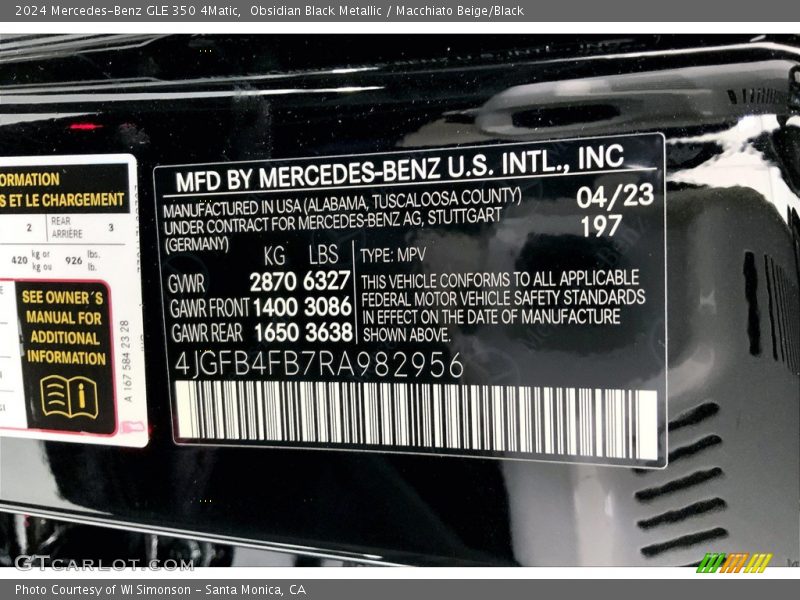 2024 Mercedes-Benz GLE 350 4Matic,  Obsidian Black Metallic / Macchiato Beige/Black
ORMATION
S ET LE CHARGEMENT
2 REAR ARRIÈRE 3
420 kg or kg ou 926 lbs. lb.
SEE OWNER'S
MANUAL FOR
ADDITIONAL
INFORMATION
A 167 584 23 28
MFD BY MERCEDES-BENZ U.S. INTL., INC
MANUFACTURED IN USA (ALABAMA, TUSCALOOSA COUNTY)
UNDER CONTRACT FOR MERCEDES-BENZ AG, STUTTGART
(GERMANY)
04/23
197
KG LBS
GVWR 2870 6327
GAWR FRONT 1400 3086
GAWR REAR 1650 3638
TYPE: MPV
THIS VEHICLE CONFORMS TO ALL APPLICABLE
FEDERAL MOTOR VEHICLE SAFETY STANDARDS
IN EFFECT ON THE DATE OF MANUFACTURE
SHOWN ABOVE.
4JGFB4FB7RA982956
GTCARLOT.COM
Photo Courtesy of WI Simonson - Santa Monica, CA